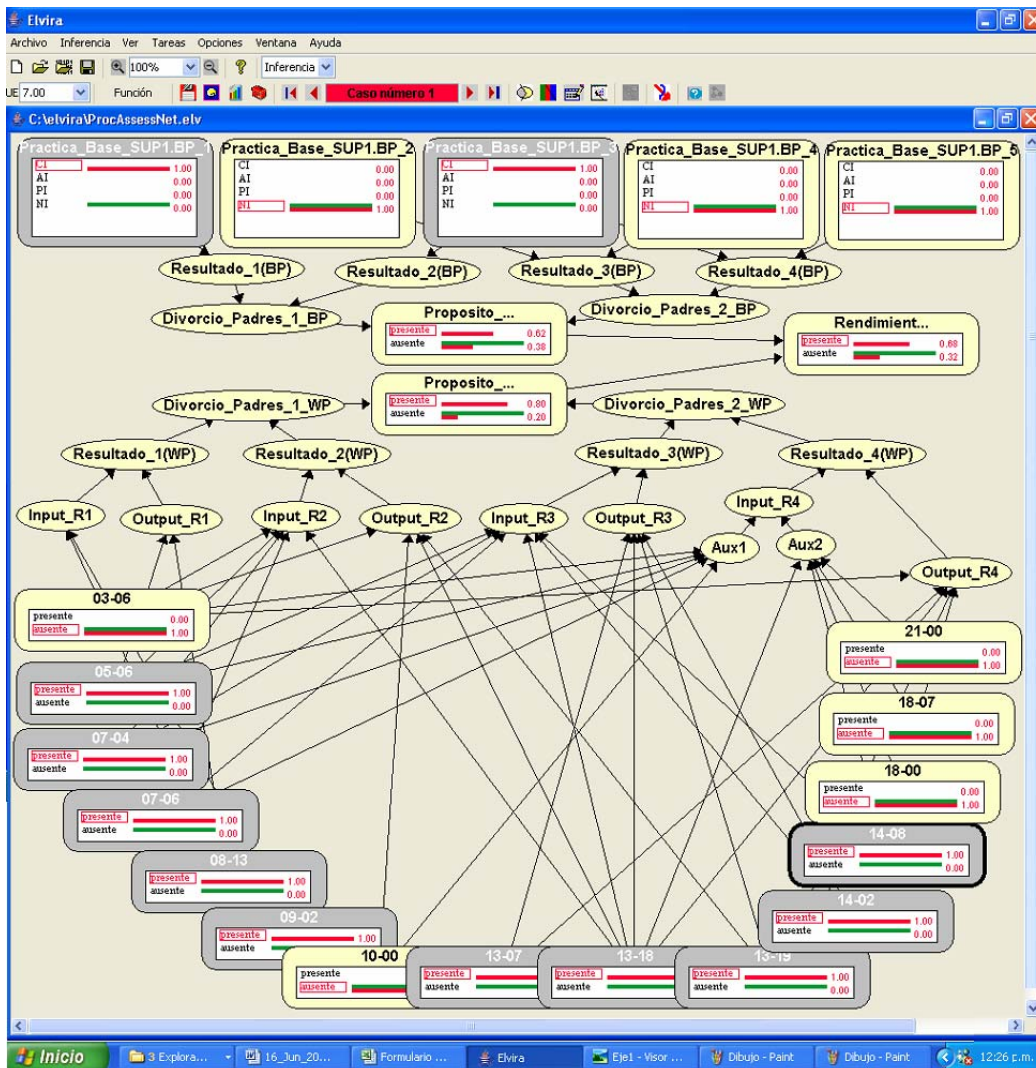 Elvira
Archivo Inferencia Ver Tareas Opciones Ventana Ayuda
100% Inferencia
UE 7.00 Función Caso número 1
C:\elvira\ProcAssessNet.elv
Practica_Base_SUP1.BP_1
CI 1.00
AI 0.00
PI 0.00
NI 0.00
Practica_Base_SUP1.BP_2
CI 0.00
AI 0.00
PI 0.00
NI 1.00
Practica_Base_SUP1.BP_3
CI 1.00
AI 0.00
PI 0.00
NI 0.00
Practica_Base_SUP1.BP_4
CI 0.00
AI 0.00
PI 0.00
NI 1.00
Practica_Base_SUP1.BP_5
CI 0.00
AI 0.00
PI 0.00
NI 1.00
Resultado_1(BP) Resultado_2(BP) Resultado_3(BP) Resultado_4(BP)
Divorcio_Padres_1_BP Divorcio_Padres_2_BP
Proposito_...
presente 0.62
ausente 0.38
Rendimient...
presente 0.68
ausente 0.32
Proposito_...
presente 0.80
ausente 0.20
Divorcio_Padres_1_WP Divorcio_Padres_2_WP
Resultado_1(WP) Resultado_2(WP) Resultado_3(WP) Resultado_4(WP)
Input_R1 Output_R1 Input_R2 Output_R2 Input_R3 Output_R3 Input_R4
Aux1 Aux2 Output_R4
03-06
presente 0.00
ausente 1.00
05-06
presente 1.00
ausente 0.00
07-04
presente 1.00
ausente 0.00
07-06
presente 1.00
ausente 0.00
08-13
presente 1.00
ausente 0.00
09-02
presente 1.00
ausente
10-00
presente
ausente
13-07
presente
ausente
13-18
presente
ausente
13-19
presente 1.00
ausente 0.00
21-00
presente 0.00
ausente 1.00
18-07
presente 0.00
ausente 1.00
18-00
presente 0.00
ausente 1.00
14-08
presente 1.00
ausente 0.00
14-02
presente 1.00
ausente 0.00
Inicio 3 Explora... 16_Jun_20... Formulario ... Elvira Eje1 - Visor ... Dibujo - Paint Dibujo - Paint 12:26 p.m.